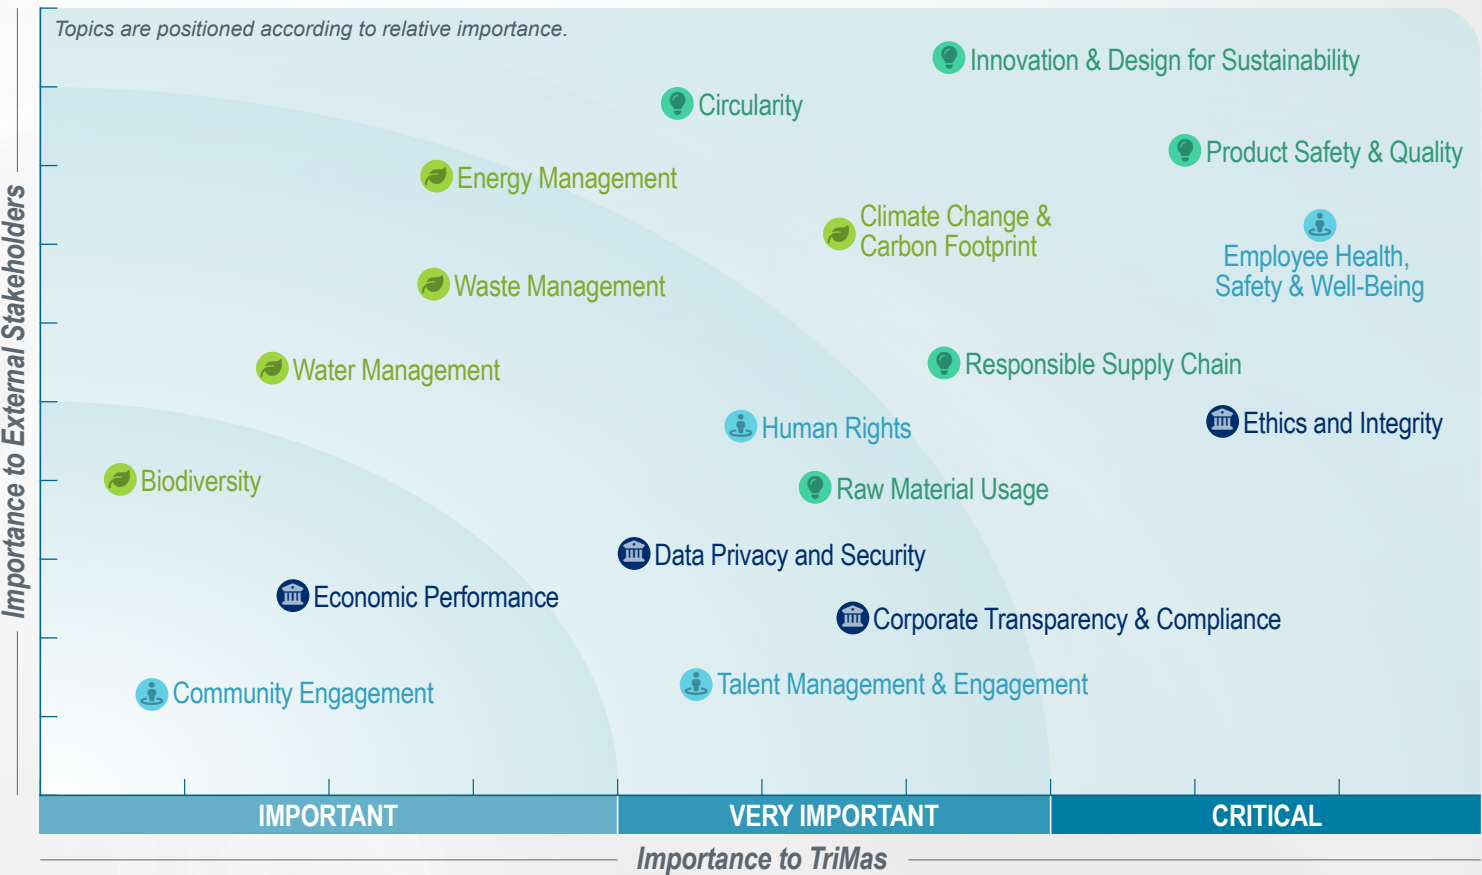 Topics are positioned according to relative importance.
Innovation & Design for Sustainability
Circularity
Product Safety & Quality
Energy Management
Climate Change &
Carbon Footprint
Employee Health,
Safety & Well-Being
Waste Management
Water Management
Responsible Supply Chain
Human Rights
Ethics and Integrity
Biodiversity
Raw Material Usage
Data Privacy and Security
Economic Performance
Corporate Transparency & Compliance
Community Engagement
Talent Management & Engagement
Importance to External Stakeholders
IMPORTANT
VERY IMPORTANT
CRITICAL
Importance to TriMas